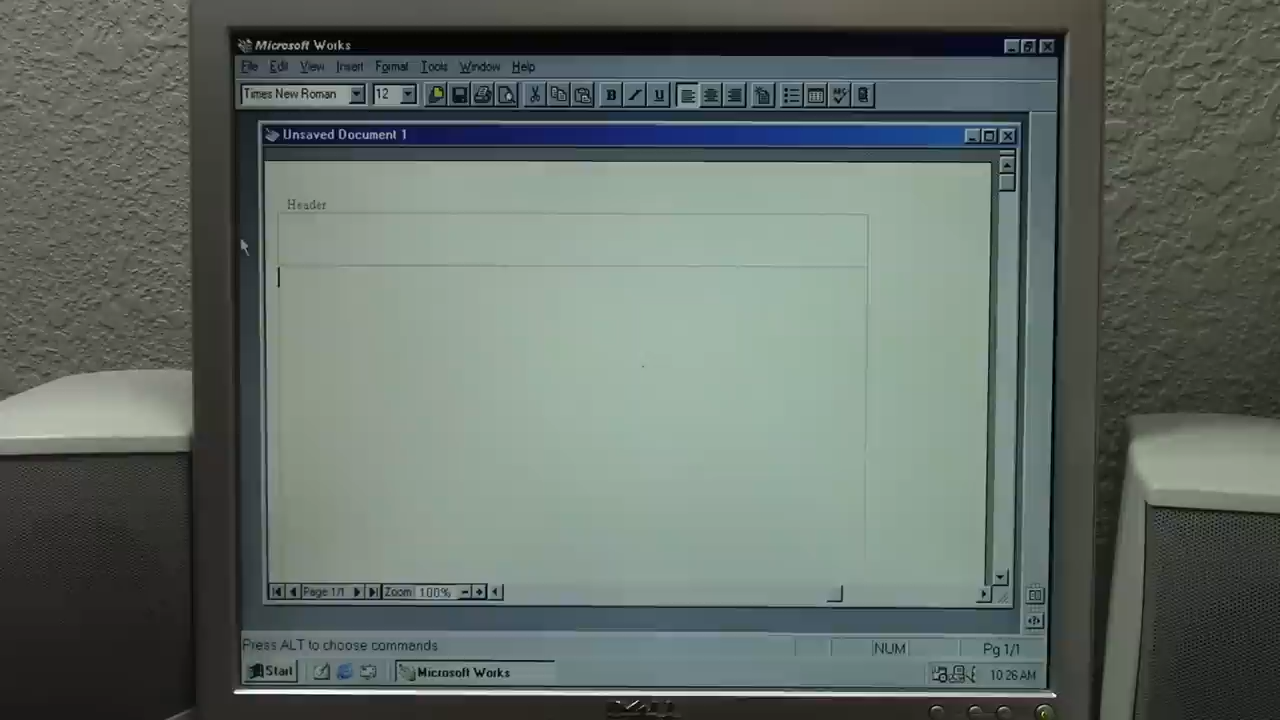 Microsoft Works
File Edit View Insert Format Tools Window Help
Times New Roman 12 B I U
Unsaved Document 1
Header
Page 1/1 Zoom 100%
Press ALT to choose commands NUM Pg 1/1
Start Microsoft Works 10:26 AM
DELL